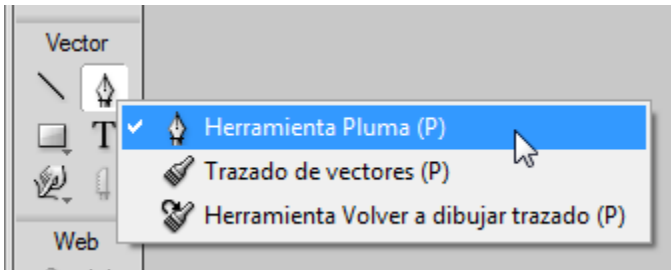 Vector
T
Herramienta Pluma (P)
Trazado de vectores (P)
Herramienta Volver a dibujar trazado (P)
Web